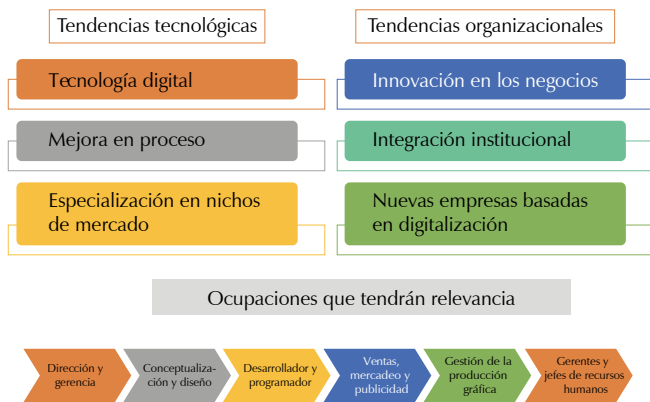 Tendencias tecnológicas
Tendencias organizacionales
Tecnología digital
Innovación en los negocios
Mejora en proceso
Integración institucional
Especialización en nichos
de mercado
Nuevas empresas basadas
en digitalización
Ocupaciones que tendrán relevancia
Dirección y
gerencia
Conceptualiza-
ción y diseño
Desarrollador y
programador
Ventas,
mercadeo y
publicidad
Gestión de la
producción
gráfica
Gerentes y
jefes de recursos
humanos